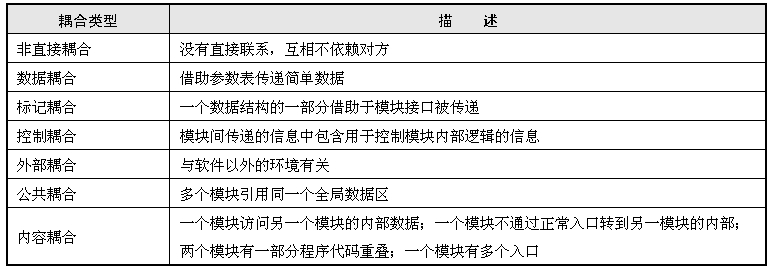 耦合类型 描 述
非直接耦合 没有直接联系，互相不依赖对方
数据耦合 借助参数表传递简单数据
标记耦合 一个数据结构的一部分借助于模块接口被传递
控制耦合 模块间传递的信息中包含用于控制模块内部逻辑的信息
外部耦合 与软件以外的环境有关
公共耦合 多个模块引用同一个全局数据区
内容耦合 一个模块访问另一个模块的内部数据；一个模块不通过正常入口转到另一模块的内部；
两个模块有一部分程序代码重叠；一个模块有多个入口